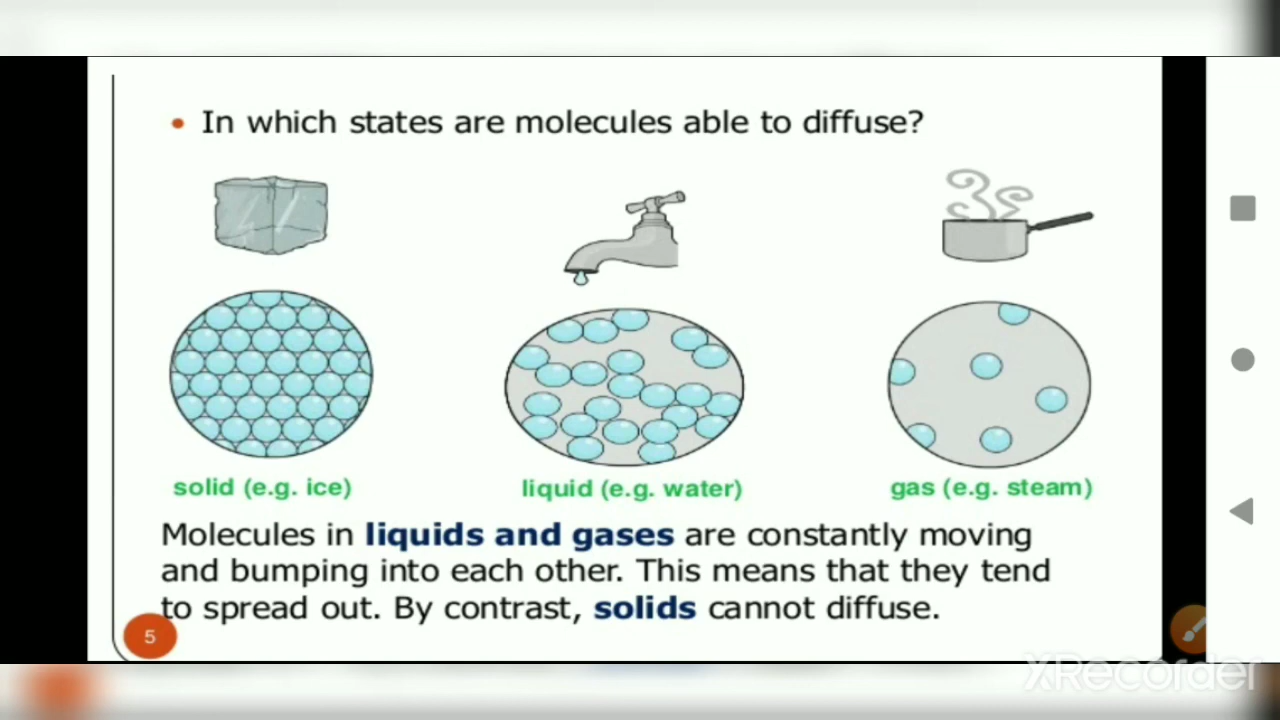 • In which states are molecules able to diffuse?
solid (e.g. ice)
liquid (e.g. water)
gas (e.g. steam)
Molecules in liquids and gases are constantly moving
and bumping into each other. This means that they tend
to spread out. By contrast, solids cannot diffuse.
5
XRecorder